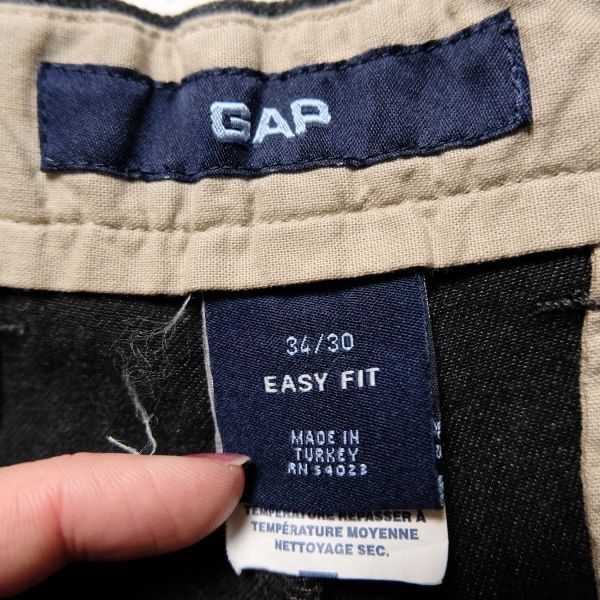 GAP
34/30
EASY FIT
MADE IN
TURKEY
RN 54023
TEMPÉRATURE REPASSER À
TEMPÉRATURE MOYENNE
NETTOYAGE SEC.